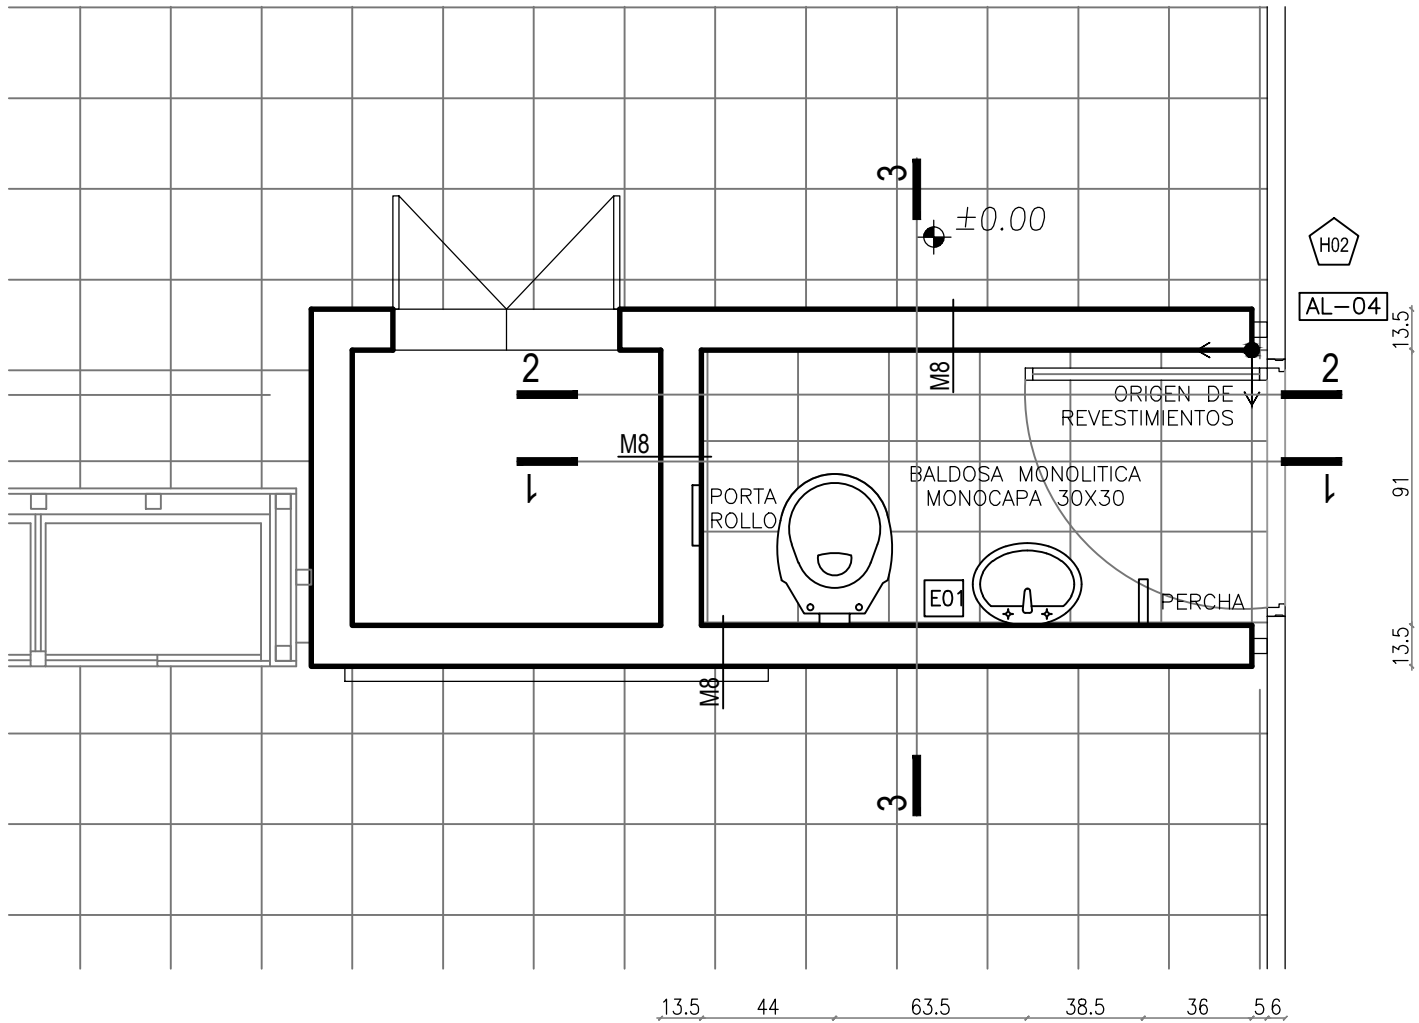 3
±0.00
H02
AL-04
13.5
2
M8
2
ORIGEN DE
REVESTIMIENTOS
M8
1
BALDOSA MONOLITICA
MONOCAPA 30X30
1
91
PORTA
ROLLO
E01
PERCHA
13.5
M8
3
13.5
44
63.5
38.5
36
5
6